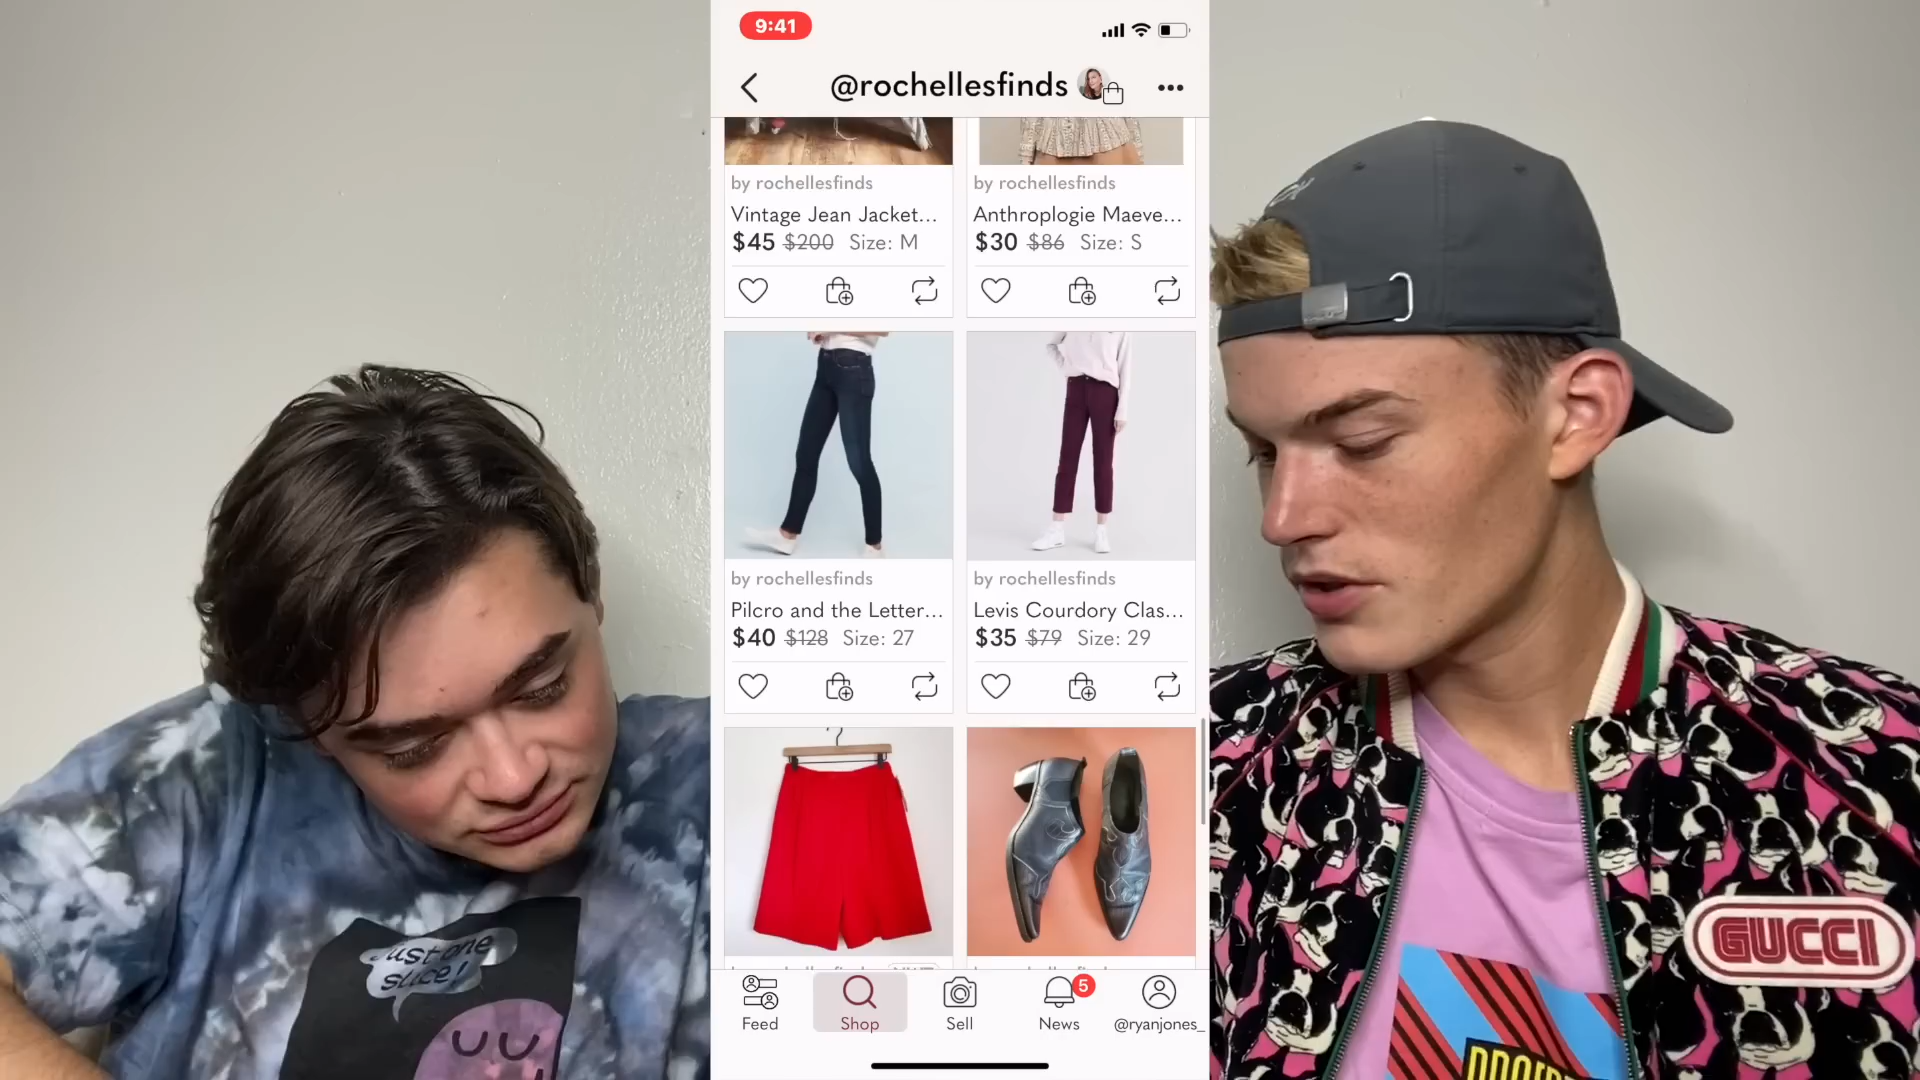 9:41
@rochellesfinds
by rochellesfinds
Vintage Jean Jacket...
$45 $200 Size: M
by rochellesfinds
Anthroplogie Maeve...
$30 $86 Size: S
by rochellesfinds
Pilcro and the Letter...
$40 $128 Size: 27
by rochellesfinds
Levis Courdory Clas...
$35 $79 Size: 29
Feed
Shop
Sell
5
News
@ryanjones_
Just one
slice!
GUCCI